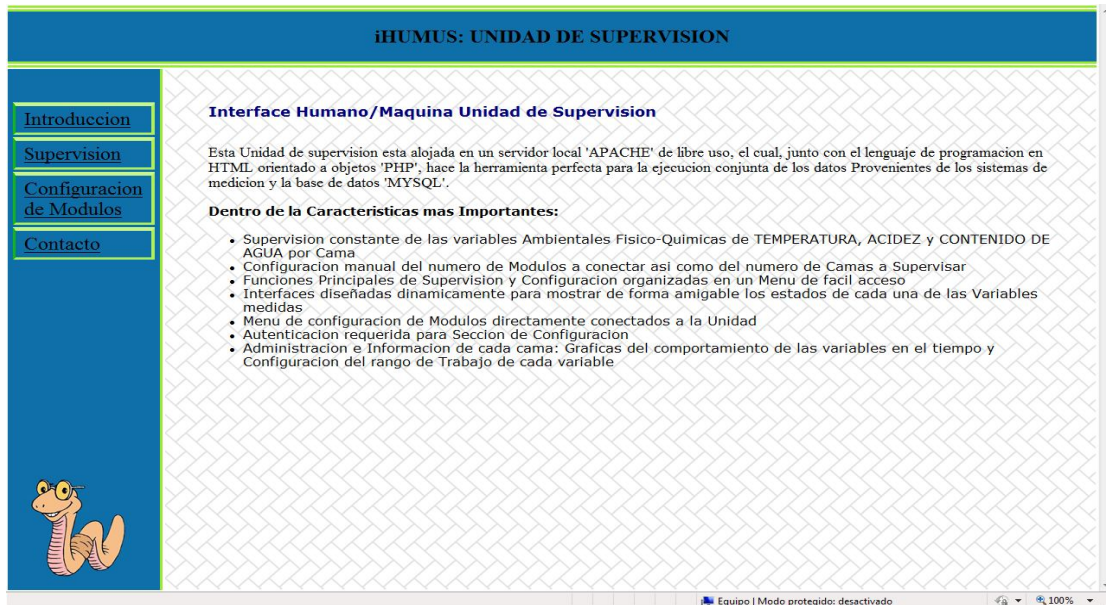 iHUMUS: UNIDAD DE SUPERVISION
Introduccion
Supervision
Configuracion
de Modulos
Contacto
Interface Humano/Maquina Unidad de Supervision
Esta Unidad de supervision esta alojada en un servidor local 'APACHE' de libre uso, el cual, junto con el lenguaje de programacion en
HTML orientado a objetos 'PHP', hace la herramienta perfecta para la ejecucion conjunta de los datos Provenientes de los sistemas de
medicion y la base de datos 'MYSQL'.
Dentro de la Caracteristicas mas Importantes:
• Supervision constante de las variables Ambientales Fisico-Quimicas de TEMPERATURA, ACIDEZ y CONTENIDO DE
AGUA por Cama
• Configuracion manual del numero de Modulos a conectar asi como del numero de Camas a Supervisar
• Funciones Principales de Supervision y Configuracion organizadas en un Menu de facil acceso
• Interfaces diseñadas dinamicamente para mostrar de forma amigable los estados de cada una de las Variables
medidas
• Menu de configuracion de Modulos directamente conectados a la Unidad
• Autenticacion requerida para Seccion de Configuracion
• Administracion e Informacion de cada cama: Graficas del comportamiento de las variables en el tiempo y
Configuracion del rango de Trabajo de cada variable
Equipo | Modo protegido: desactivado
100%